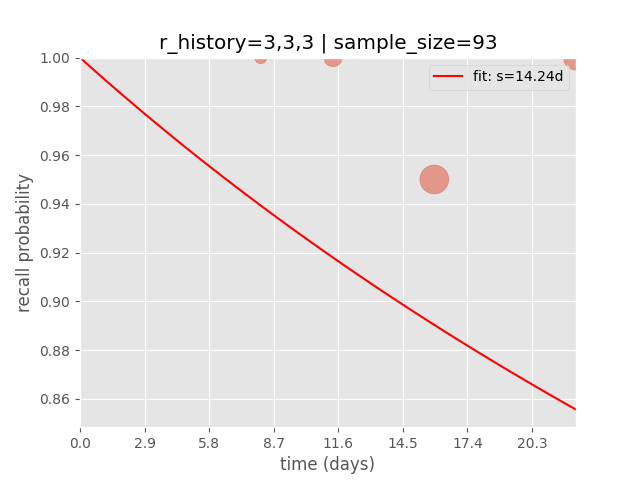 r_history=3,3,3 | sample_size=93
fit: s=14.24d
recall probability
1.00
0.98
0.96
0.94
0.92
0.90
0.88
0.86
0.0 2.9 5.8 8.7 11.6 14.5 17.4 20.3
time (days)